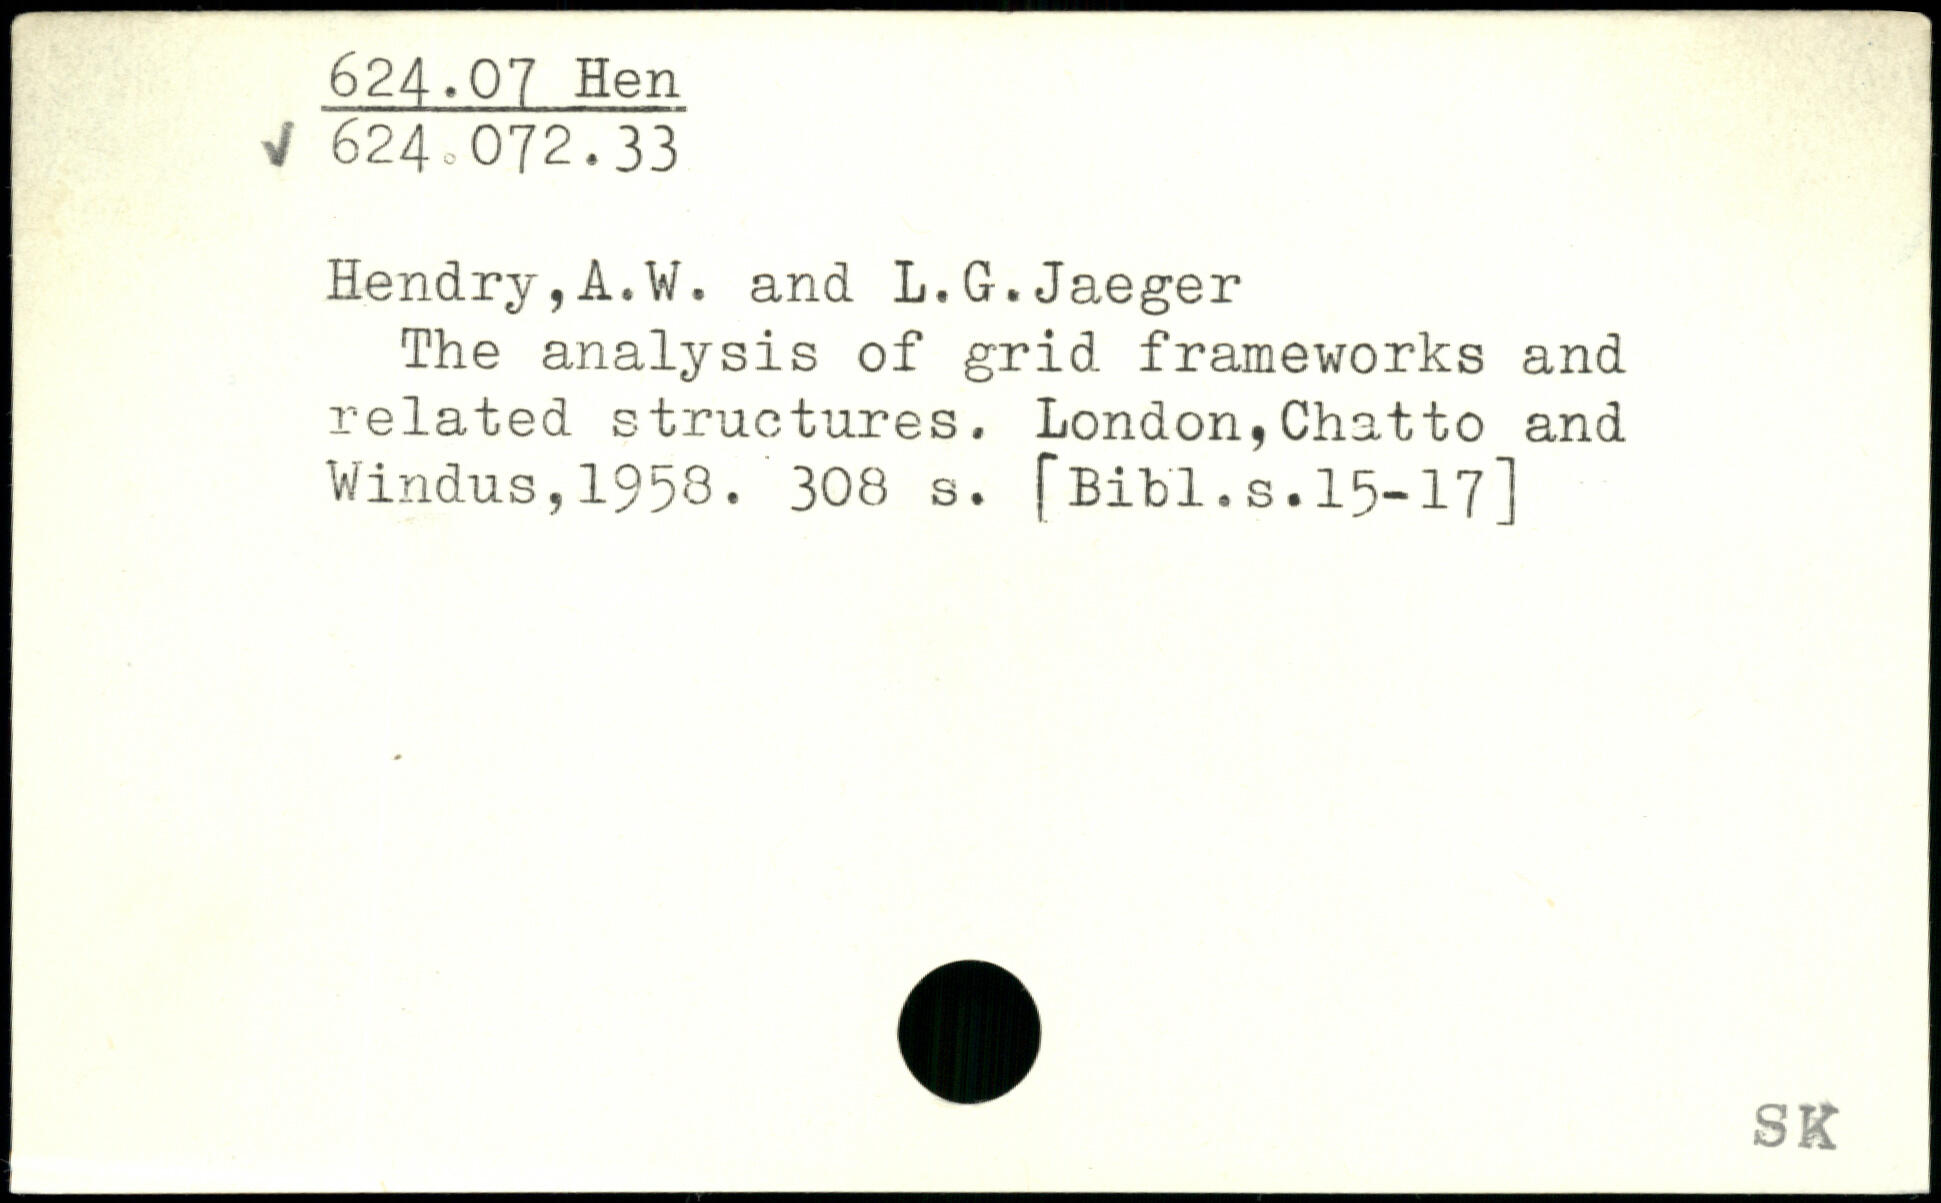 624.07 Hen
✓ 624.072.33
Hendry,A.W. and L.G.Jaeger
The analysis of grid frameworks and
related structures. London,Chatto and
Windus,1958. 308 s. [Bibl.s.15-17]
SK